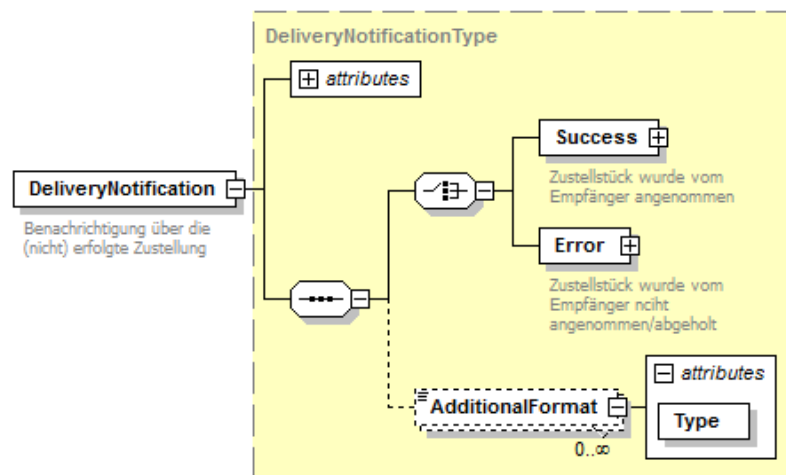 DeliveryNotificationType
attributes
Success
Zustellstück wurde vom
Empfänger angenommen
DeliveryNotification
Benachrichtigung über die
(nicht) erfolgte Zustellung
Error
Zustellstück wurde vom
Empfänger nciht
angenommen/abgeholt
attributes
AdditionalFormat
Type
0..∞